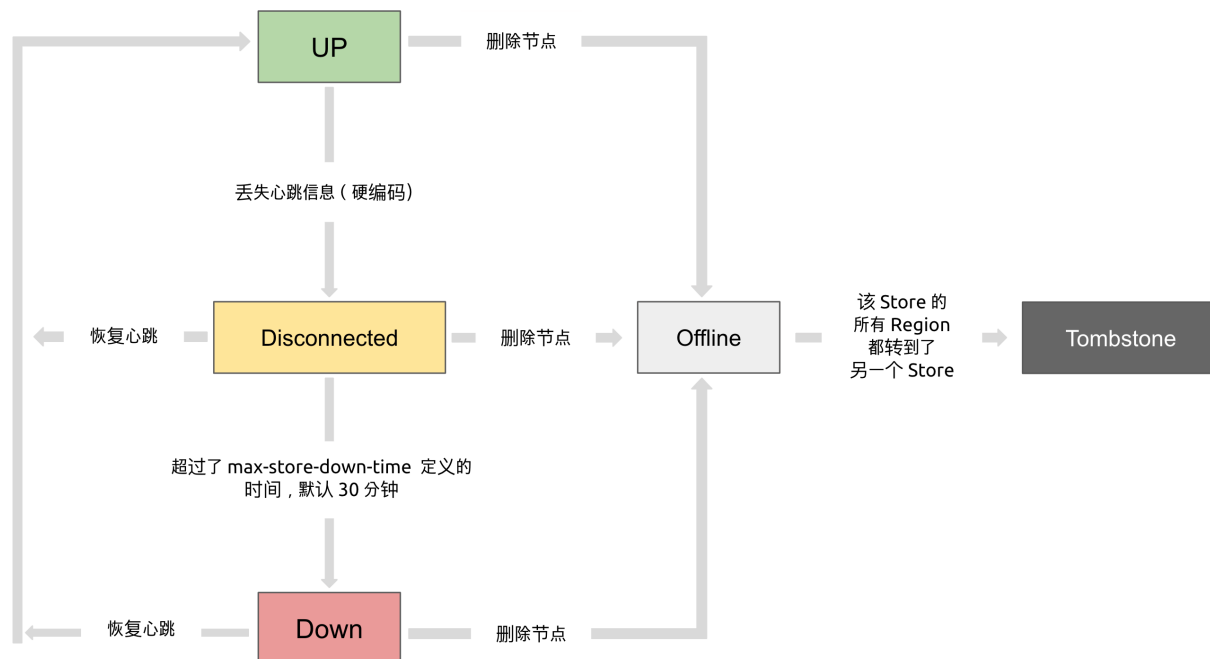 UP
删除节点
丢失心跳信息（硬编码）
恢复心跳
Disconnected
删除节点
Offline
该 Store 的
所有 Region
都转到了
另一个 Store
Tombstone
超过了 max-store-down-time 定义的
时间，默认 30 分钟
恢复心跳
Down
删除节点